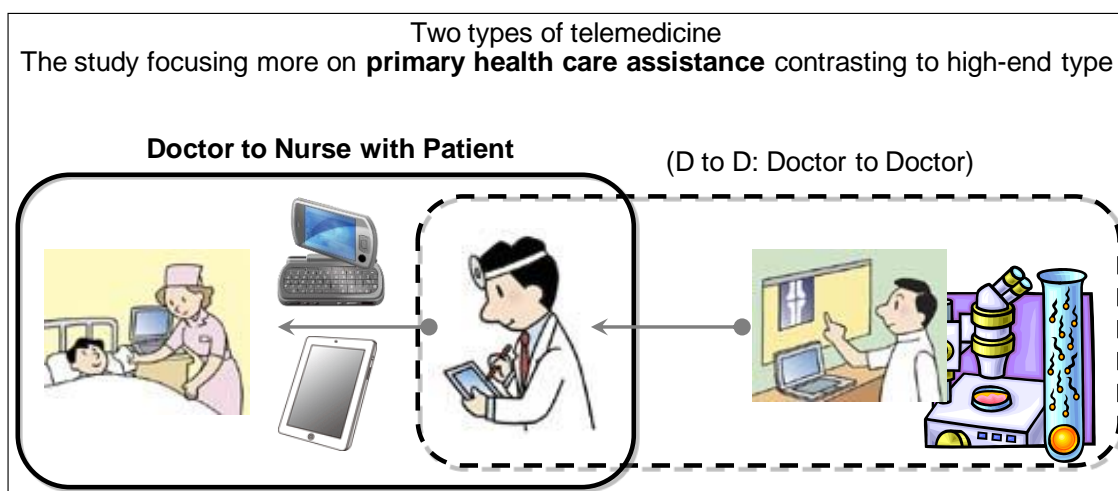 Two types of telemedicine
The study focusing more on primary health care assistance contrasting to high-end type
Doctor to Nurse with Patient
(D to D: Doctor to Doctor)